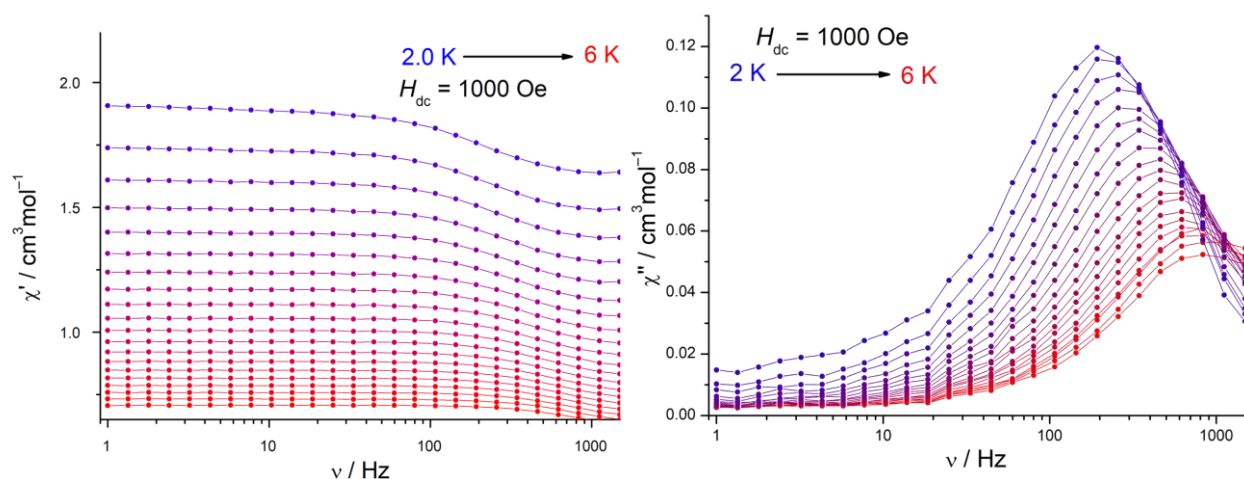 2.0 K 6 K
H_dc = 1000 Oe
2.0
1.5
1.0
χ' / cm³mol⁻¹
1 10 100 1000
ν / Hz
H_dc = 1000 Oe
2 K 6 K
0.12
0.10
0.08
0.06
0.04
0.02
0.00
χ'' / cm³mol⁻¹
1 10 100 1000
ν / Hz